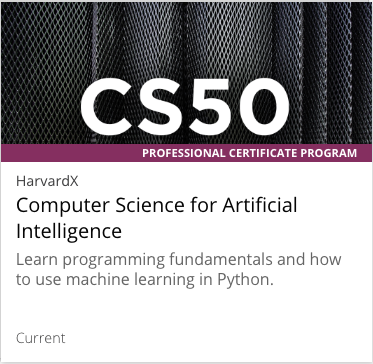 CS50
PROFESSIONAL CERTIFICATE PROGRAM
HarvardX
Computer Science for Artificial
Intelligence
Learn programming fundamentals and how
to use machine learning in Python.
Current